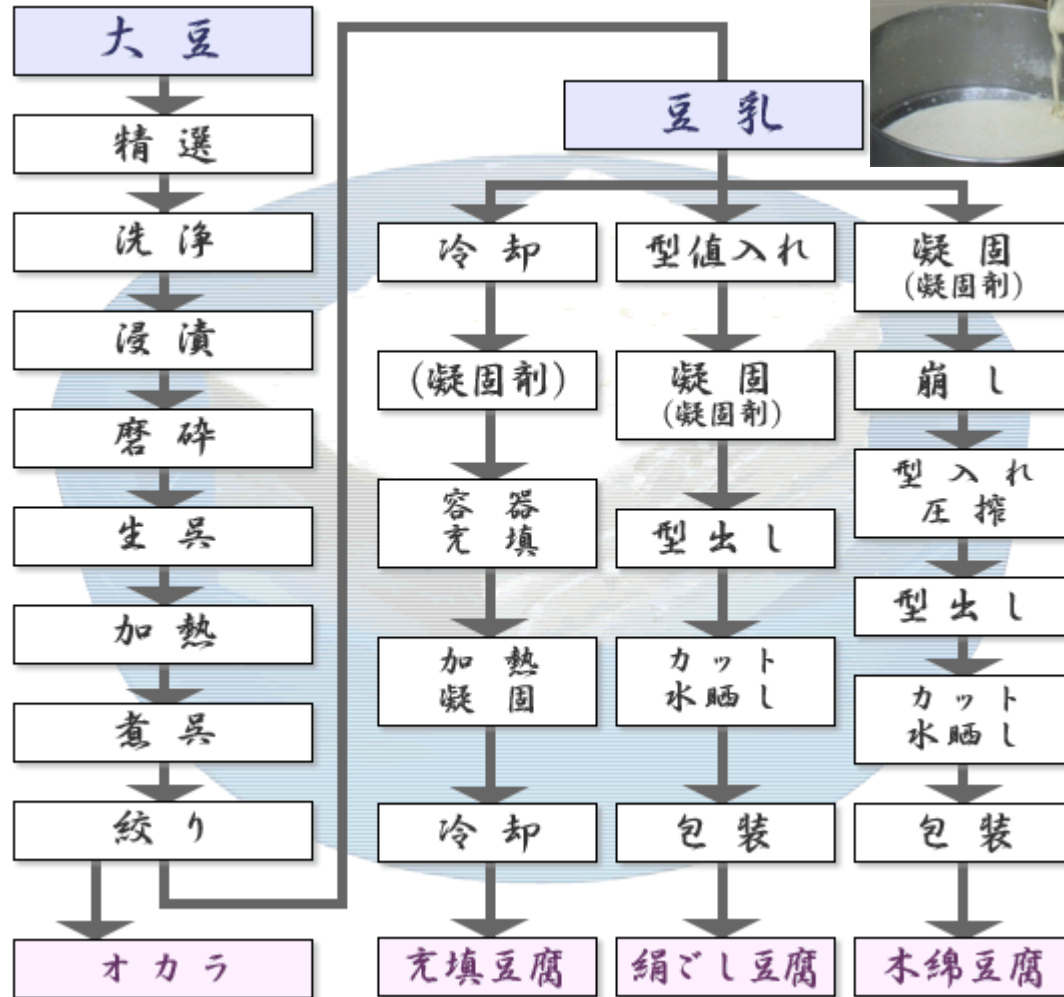 大豆
精選
洗浄
浸漬
磨砕
生呉
加熱
煮呉
絞り
オカラ
豆乳
冷却
(凝固剤)
容器
充填
加熱
凝固
冷却
充填豆腐
型値入れ
凝固
(凝固剤)
型出し
カット
水晒し
包装
絹ごし豆腐
凝固
(凝固剤)
崩し
型入れ
圧搾
型出し
カット
水晒し
包装
木綿豆腐